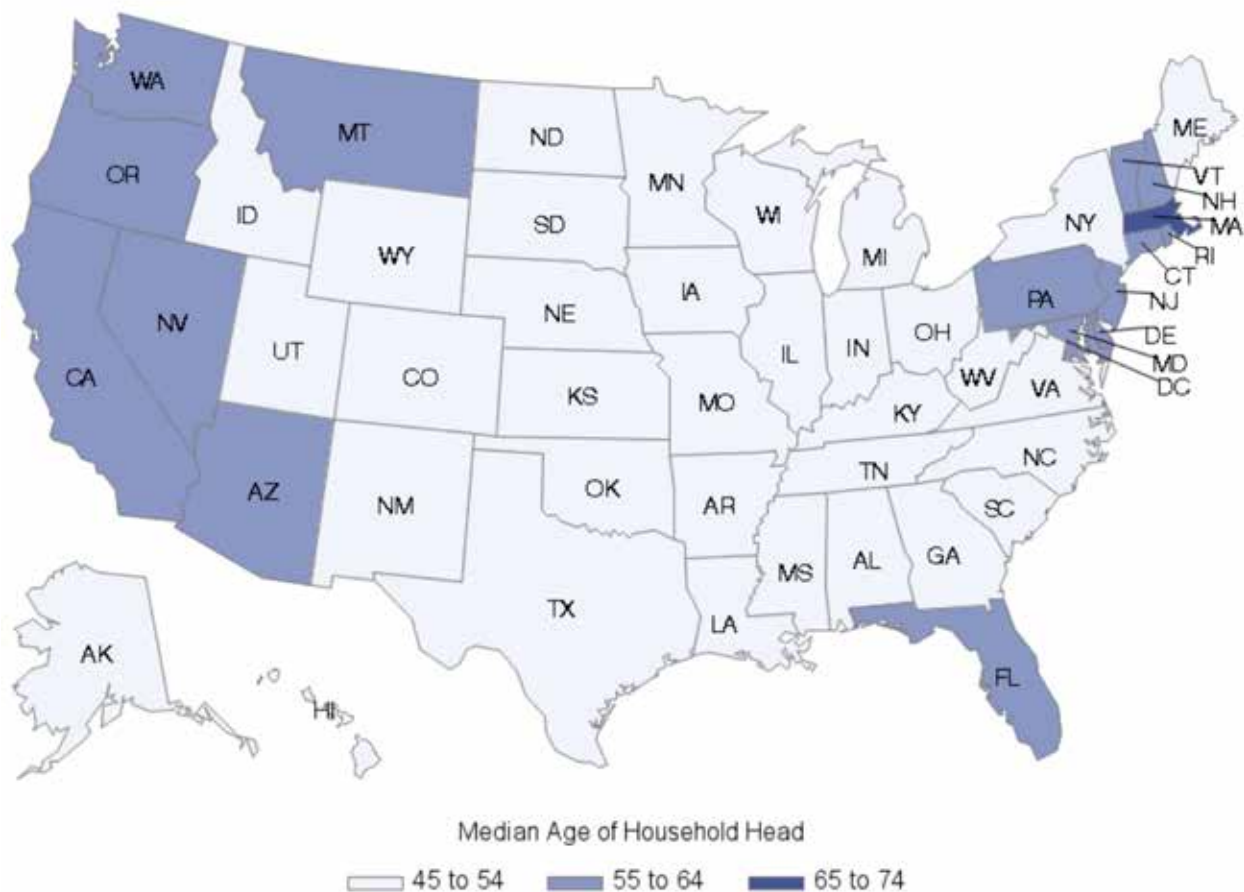 WA
MT
ND
ME
OR
MN
VT
ID
SD
WI
NH
NY
MA
WY
MI
RI
CT
IA
PA
NJ
NE
NV
OH
DE
UT
IL
IN
MD
CA
CO
WV
DC
KS
MO
VA
KY
NC
TN
AZ
OK
NM
AR
SC
MS
AL
GA
TX
LA
AK
FL
HI
Median Age of Household Head
45 to 54 55 to 64 65 to 74